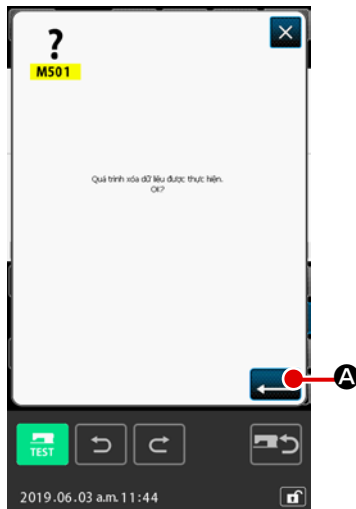 ?
M501
Quá trình xóa dữ liệu được thực hiện.
OK?
A
TEST
2019.06.03 a.m. 11:44